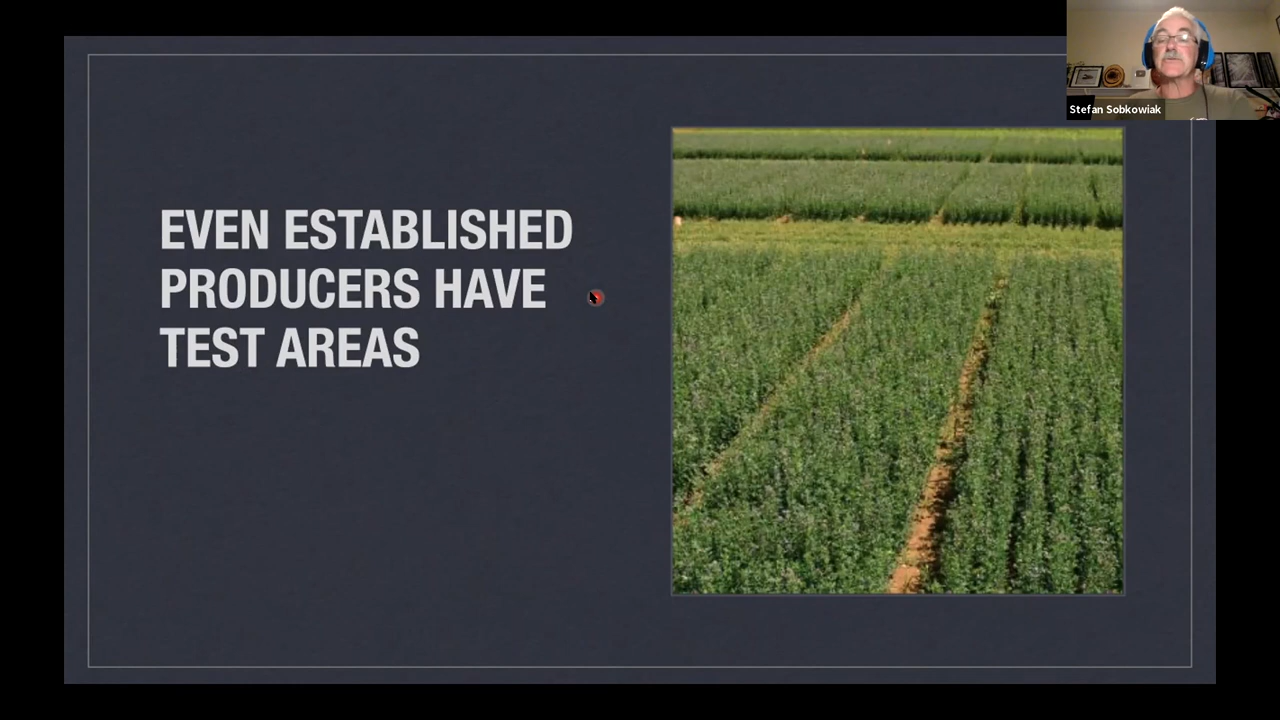 EVEN ESTABLISHED
PRODUCERS HAVE
TEST AREAS
Stefan Sobkowiak